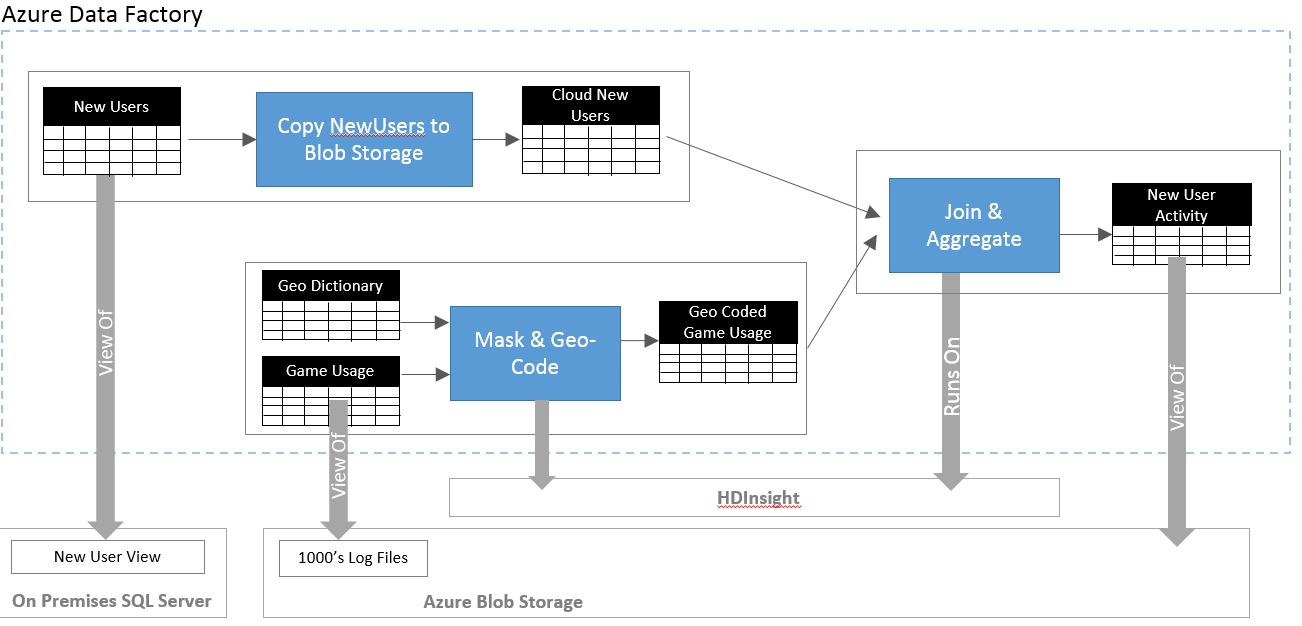 Azure Data Factory
New Users
Copy NewUsers to
Blob Storage
Cloud New
Users
Join &
Aggregate
New User
Activity
Geo Dictionary
Game Usage
Mask & Geo-
Code
Geo Coded
Game Usage
View Of
View Of
Runs On
View Of
HDInsight
New User View
On Premises SQL Server
1000's Log Files
Azure Blob Storage